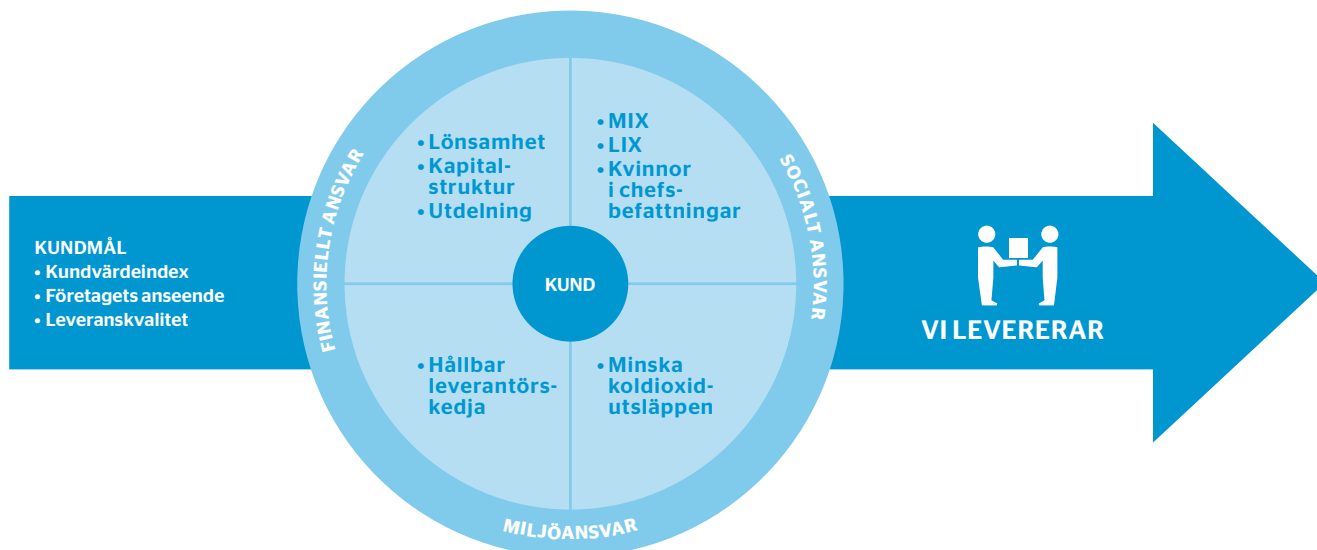 KUNDMÅL
• Kundvärdeindex
• Företagets anseende
• Leveranskvalitet
FINANSIELLT ANSVAR
• Lönsamhet
• Kapital-
struktur
• Utdelning
• MIX
• LIX
• Kvinnor
i chefs-
befattningar
SOCIALT ANSVAR
KUND
• Hållbar
leverantörs-
kedja
• Minska
koldioxid-
utsläppen
MILJÖANSVAR
VI LEVERERAR